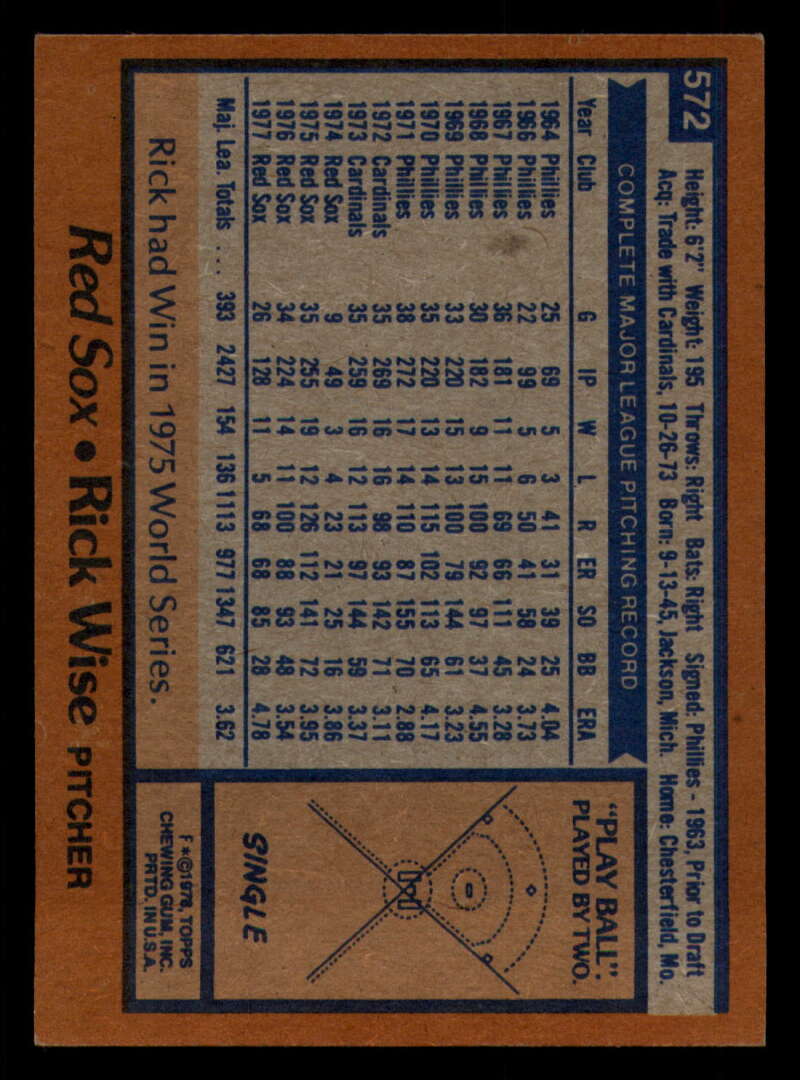 572
Height: 6'2" Weight: 195 Throws: Right Bats: Right Signed: Phillies - 1963, Prior to Draft
Acq: Trade with Cardinals, 10-26-73 Born: 9-13-45, Jackson, Mich. Home: Chesterfield, Mo.
COMPLETE MAJOR LEAGUE PITCHING RECORD
Year Club G IP W L R ER SO BB ERA
1964 Phillies 25 69 5 3 41 31 39 25 4.04
1966 Phillies 22 99 5 6 50 41 58 24 3.73
1967 Phillies 36 181 11 11 69 66 111 45 3.28
1968 Phillies 30 182 9 15 100 92 97 37 4.55
1969 Phillies 33 220 15 13 100 79 144 61 3.23
1970 Phillies 35 220 13 14 115 102 113 65 4.17
1971 Phillies 38 272 17 14 110 87 155 70 2.88
1972 Cardinals 35 269 16 16 98 93 142 71 3.11
1973 Cardinals 35 259 16 12 113 97 144 59 3.37
1974 Red Sox 9 49 3 4 23 21 25 16 3.86
1975 Red Sox 35 255 19 12 126 112 141 72 3.95
1976 Red Sox 34 224 14 11 100 88 93 48 3.54
1977 Red Sox 26 128 11 5 68 68 85 28 4.78
Maj. Lea. Totals ... 393 2427 154 136 1113 977 1347 621 3.62
Rick had Win in 1975 World Series.
"PLAY BALL":
PLAYED BY TWO.
SINGLE
F*©1978, TOPPS
CHEWING GUM, INC.
PRTD. IN U.S.A.
Red Sox • Rick Wise PITCHER